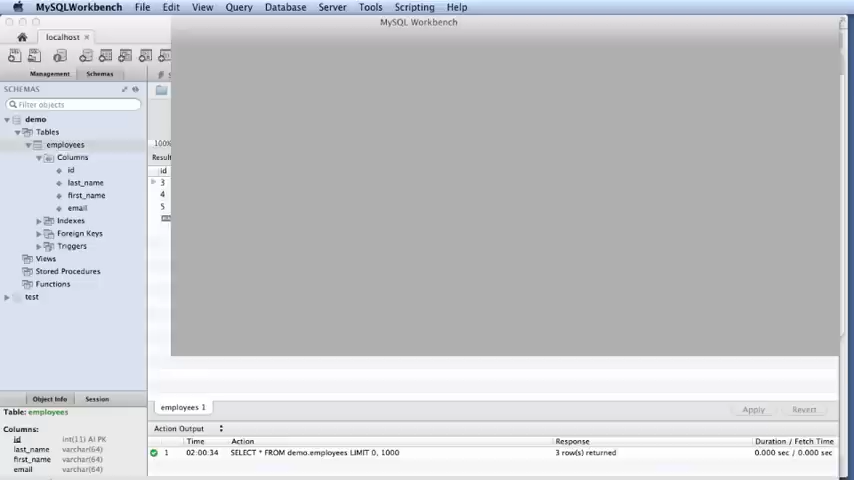 MySQLWorkbench File Edit View Query Database Server Tools Scripting Help
MySQL Workbench
localhost
Management Schemas
SCHEMAS
Filter objects
demo
Tables
employees
Columns
id
last_name
first_name
email
Indexes
Foreign Keys
Triggers
Views
Stored Procedures
Functions
test
100%
Result
id
3
4
5
employees 1
Apply Revert
Object Info Session
Table: employees
Columns:
id int(11) AI PK
last_name varchar(64)
first_name varchar(64)
email varchar(64)
Action Output
Time Action Response Duration / Fetch Time
1 02:00:34 SELECT * FROM demo.employees LIMIT 0, 1000 3 row(s) returned 0.000 sec / 0.000 sec